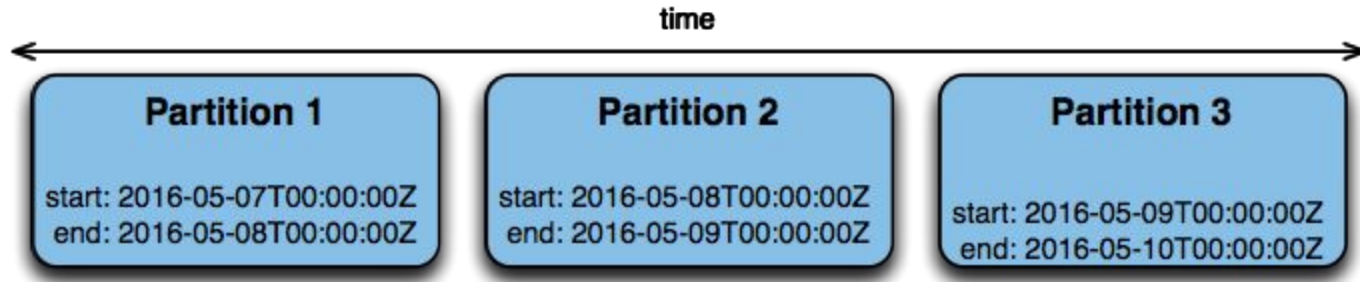 time
Partition 1
start: 2016-05-07T00:00:00Z
end: 2016-05-08T00:00:00Z
Partition 2
start: 2016-05-08T00:00:00Z
end: 2016-05-09T00:00:00Z
Partition 3
start: 2016-05-09T00:00:00Z
end: 2016-05-10T00:00:00Z